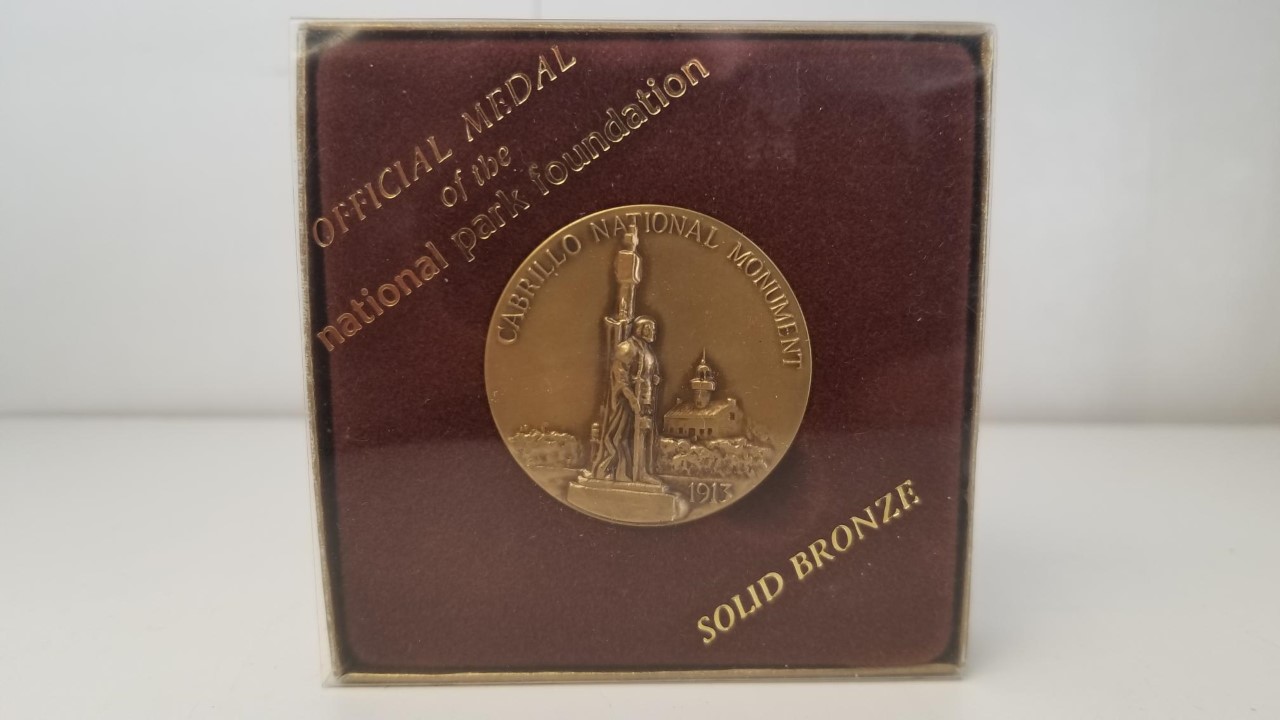 OFFICIAL MEDAL
of the
national park foundation
CABRILLO NATIONAL MONUMENT
1913
SOLID BRONZE